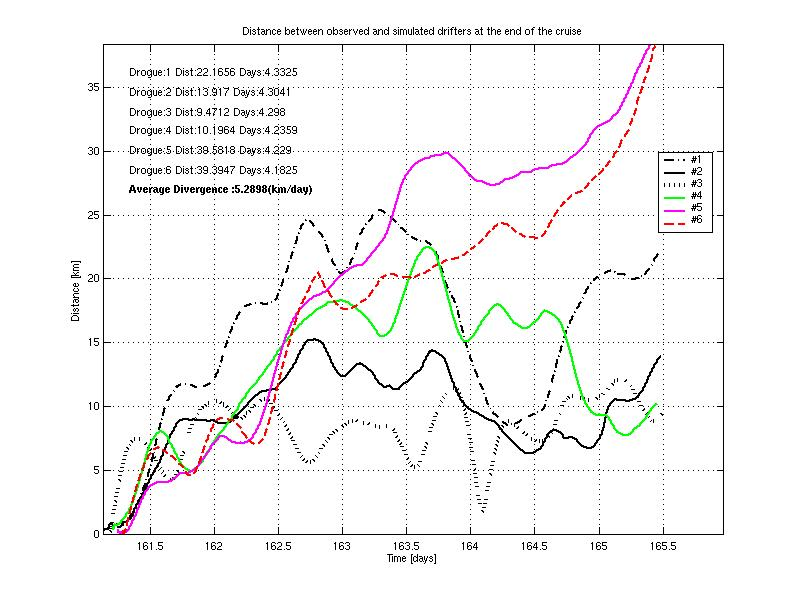 Distance between observed and simulated drifters at the end of the cruise
Drogue:1 Dist:22.1656 Days:4.3325
Drogue:2 Dist:13.917 Days:4.3041
Drogue:3 Dist:9.4712 Days:4.298
Drogue:4 Dist:10.1964 Days:4.2359
Drogue:5 Dist:39.5818 Days:4.229
Drogue:6 Dist:39.3947 Days:4.1825
Average Divergence :5.2898(km/day)
#1
#2
#3
#4
#5
#6
Distance [km]
35
30
25
20
15
10
5
0
161.5 162 162.5 163 163.5 164 164.5 165 165.5
Time [days]